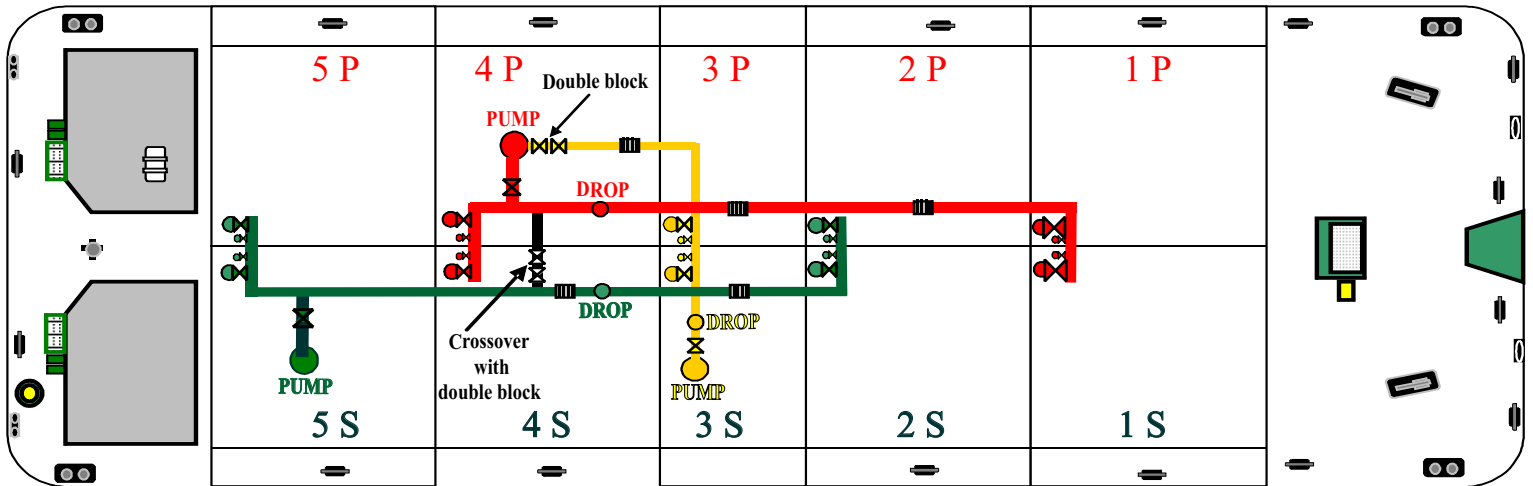 5 P
4 P
3 P
2 P
1 P
Double block
PUMP
DROP
DROP
DROP
Crossover
with
double block
PUMP
PUMP
5 S
4 S
3 S
2 S
1 S